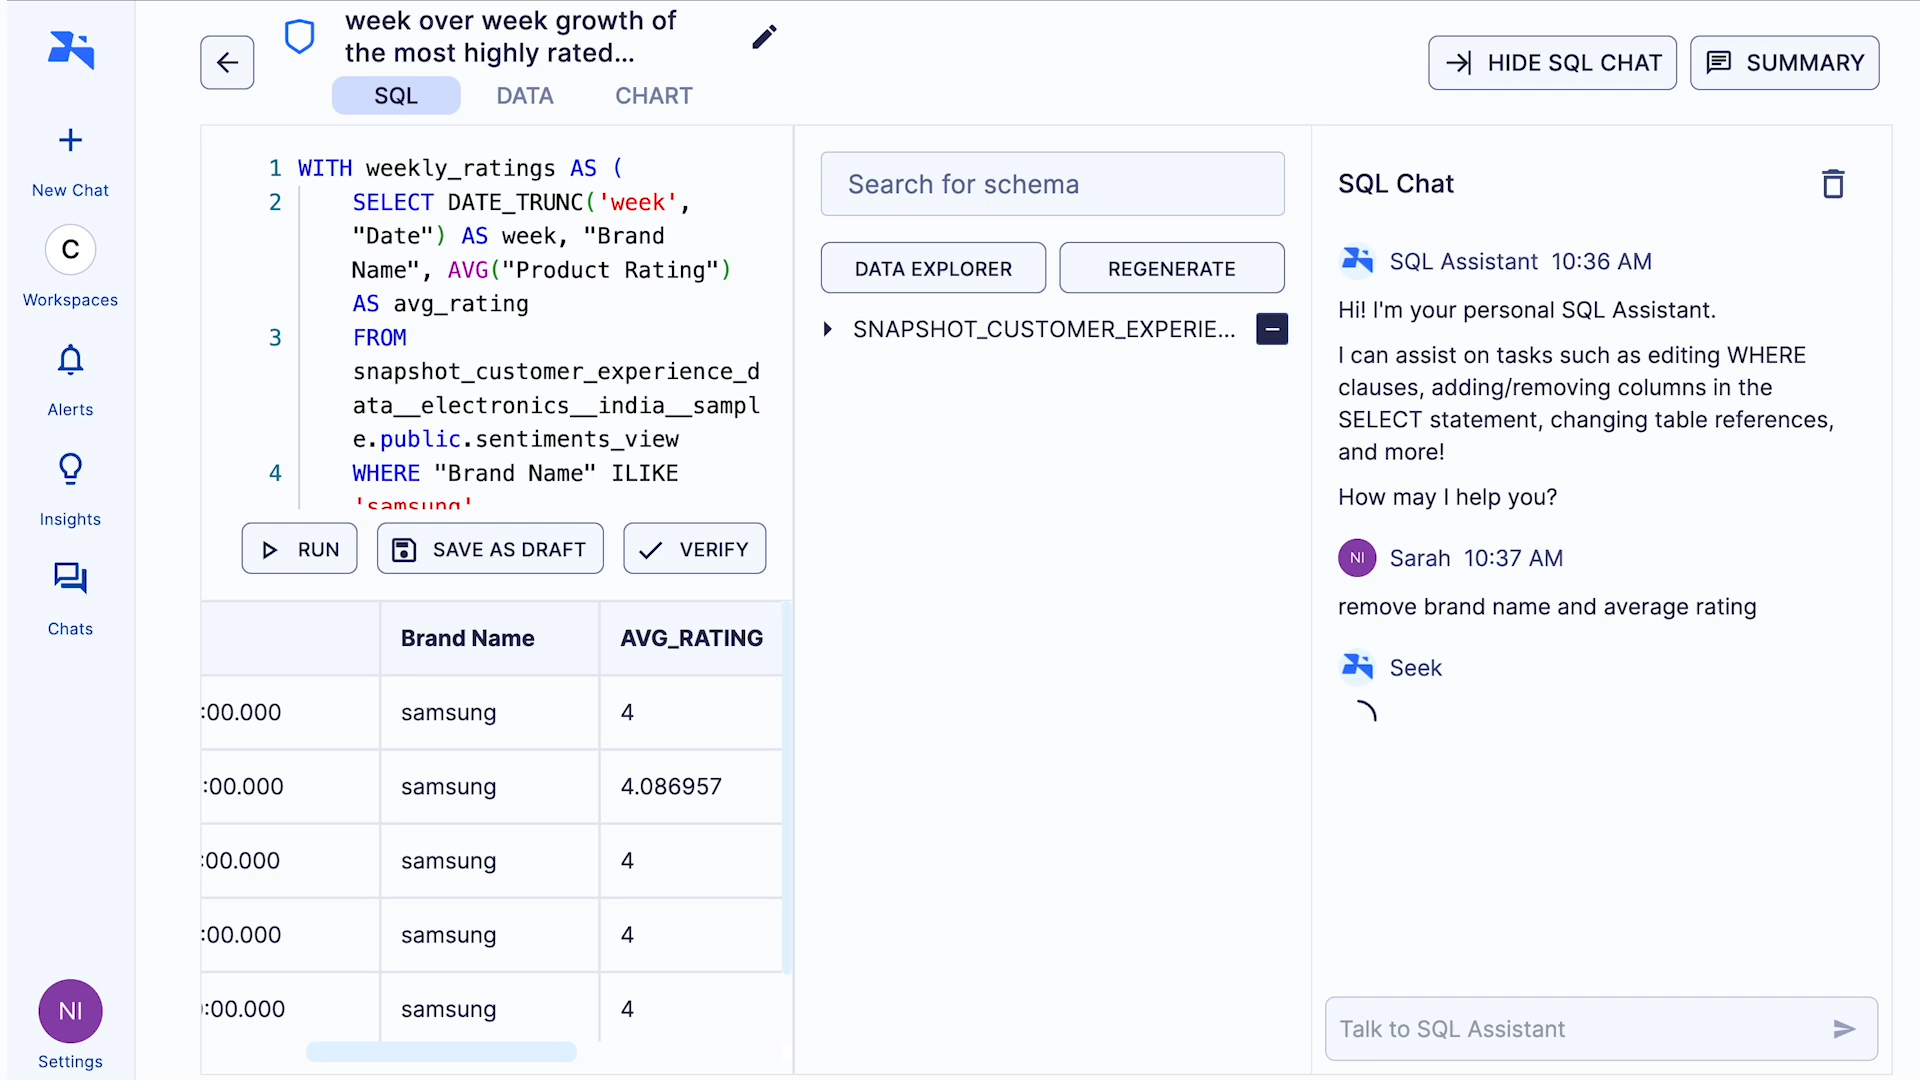 week over week growth of
the most highly rated...
SQL
DATA
CHART
HIDE SQL CHAT
SUMMARY
New Chat
C
Workspaces
Alerts
Insights
Chats
NI
Settings
1 WITH weekly_ratings AS (
2 SELECT DATE_TRUNC('week',
"Date") AS week, "Brand
Name", AVG("Product Rating")
AS avg_rating
3 FROM
snapshot_customer_experience_d
ata__electronics__india__sampl
e.public.sentiments_view
4 WHERE "Brand Name" ILIKE
'samsung'
RUN
SAVE AS DRAFT
VERIFY
Brand Name AVG_RATING
:00.000 samsung 4
:00.000 samsung 4.086957
:00.000 samsung 4
:00.000 samsung 4
:00.000 samsung 4
Search for schema
DATA EXPLORER
REGENERATE
SNAPSHOT_CUSTOMER_EXPERIE...
SQL Chat
SQL Assistant 10:36 AM
Hi! I'm your personal SQL Assistant.
I can assist on tasks such as editing WHERE
clauses, adding/removing columns in the
SELECT statement, changing table references,
and more!
How may I help you?
NI Sarah 10:37 AM
remove brand name and average rating
Seek
Talk to SQL Assistant